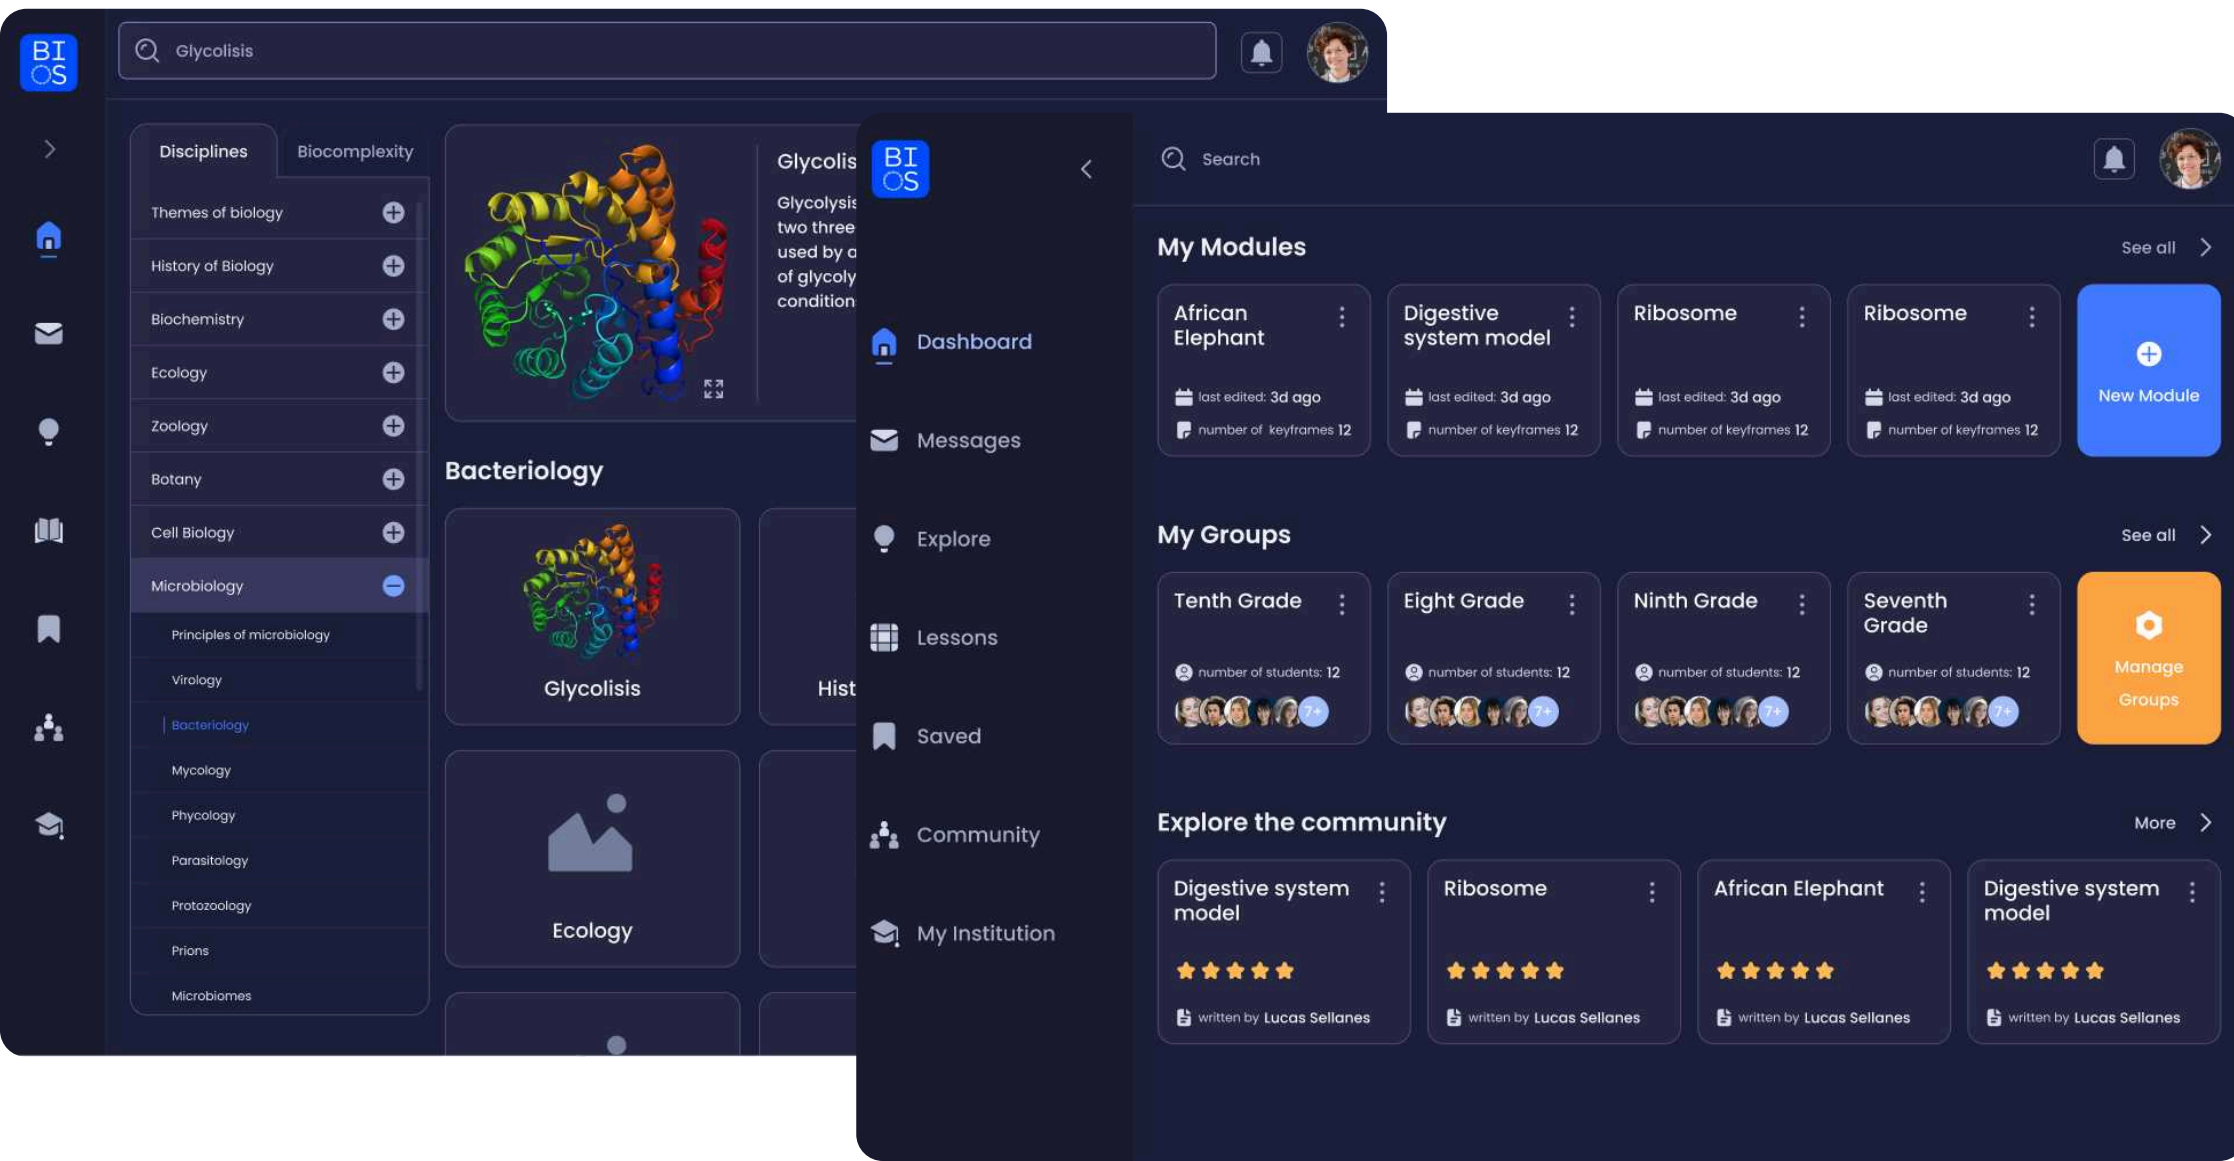 BI
OS
Glycolisis
Disciplines
Biocomplexity
Themes of biology
History of Biology
Biochemistry
Ecology
Zoology
Botany
Cell Biology
Microbiology
Principles of microbiology
Virology
Bacteriology
Mycology
Phycology
Parasitology
Protozoology
Prions
Microbiomes
Glycolis
Glycolysis
two three
used by a
of glycoly
condition
Bacteriology
Glycolisis
Hist
Ecology
BI
OS
Dashboard
Messages
Explore
Lessons
Saved
Community
My Institution
Search
My Modules
See all
African
Elephant
last edited: 3d ago
number of keyframes 12
Digestive
system model
last edited: 3d ago
number of keyframes 12
Ribosome
last edited: 3d ago
number of keyframes 12
Ribosome
last edited: 3d ago
number of keyframes 12
New Module
My Groups
See all
Tenth Grade
number of students: 12
7+
Eight Grade
number of students: 12
7+
Ninth Grade
number of students: 12
7+
Seventh
Grade
number of students: 12
7+
Manage
Groups
Explore the community
More
Digestive system
model
written by Lucas Sellanes
Ribosome
written by Lucas Sellanes
African Elephant
written by Lucas Sellanes
Digestive system
model
written by Lucas Sellanes